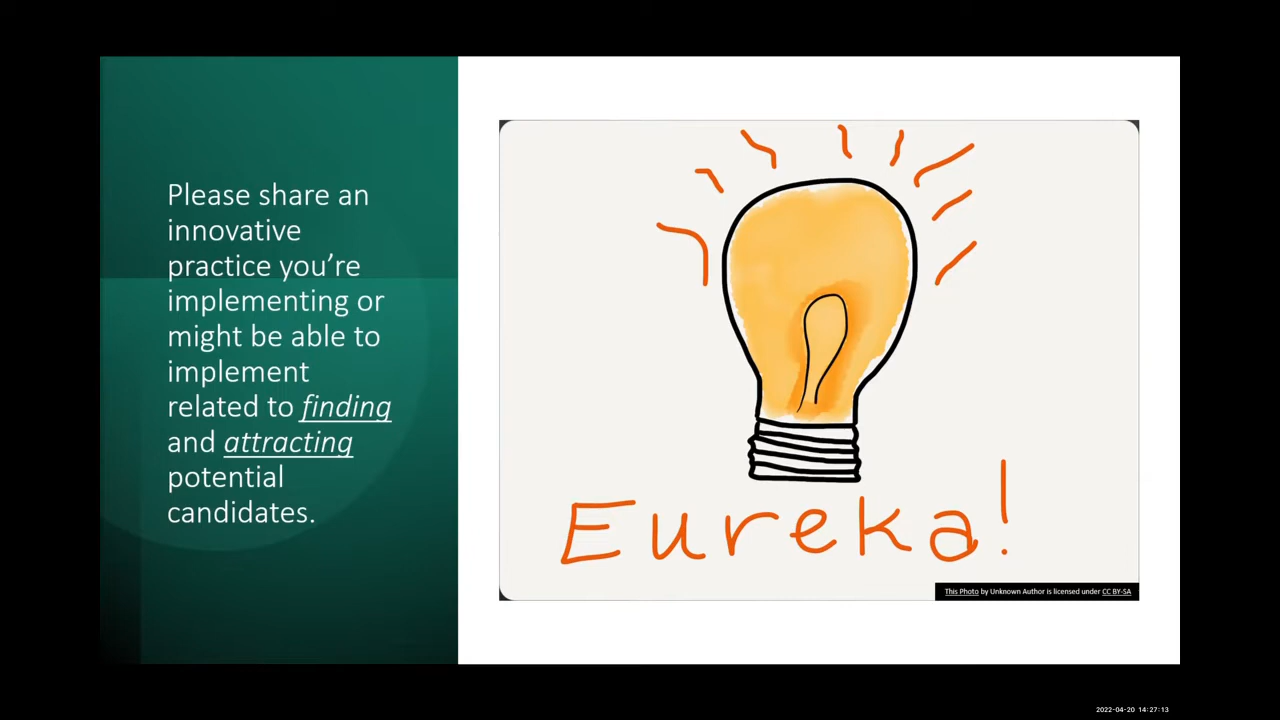 Please share an
innovative
practice you’re
implementing or
might be able to
implement
related to finding
and attracting
potential
candidates.
Eureka!
This Photo by Unknown Author is licensed under CC BY-SA
2022-04-20 14:27:13